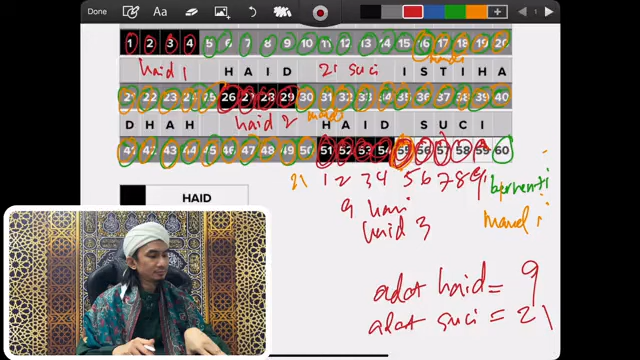 Done
1
1 2 3 4 5 6 7 8 9 10 11 12 13 14 15 16 17 18 19 20
mandi
haid 1 H A I D 21 suci I S T I H A
21 22 23 24 25 26 27 28 29 30 31 32 33 34 35 36 37 38 39 40
mandi
D H A H haid 2 H A I D S U C I
41 42 43 44 45 46 47 48 49 50 51 52 53 54 55 56 57 58 59 60
21 1 2 3 4 5 6 7 8 9 berhenti
HAID
9 hari mandi
haid 3
adat haid = 9
adat suci = 21